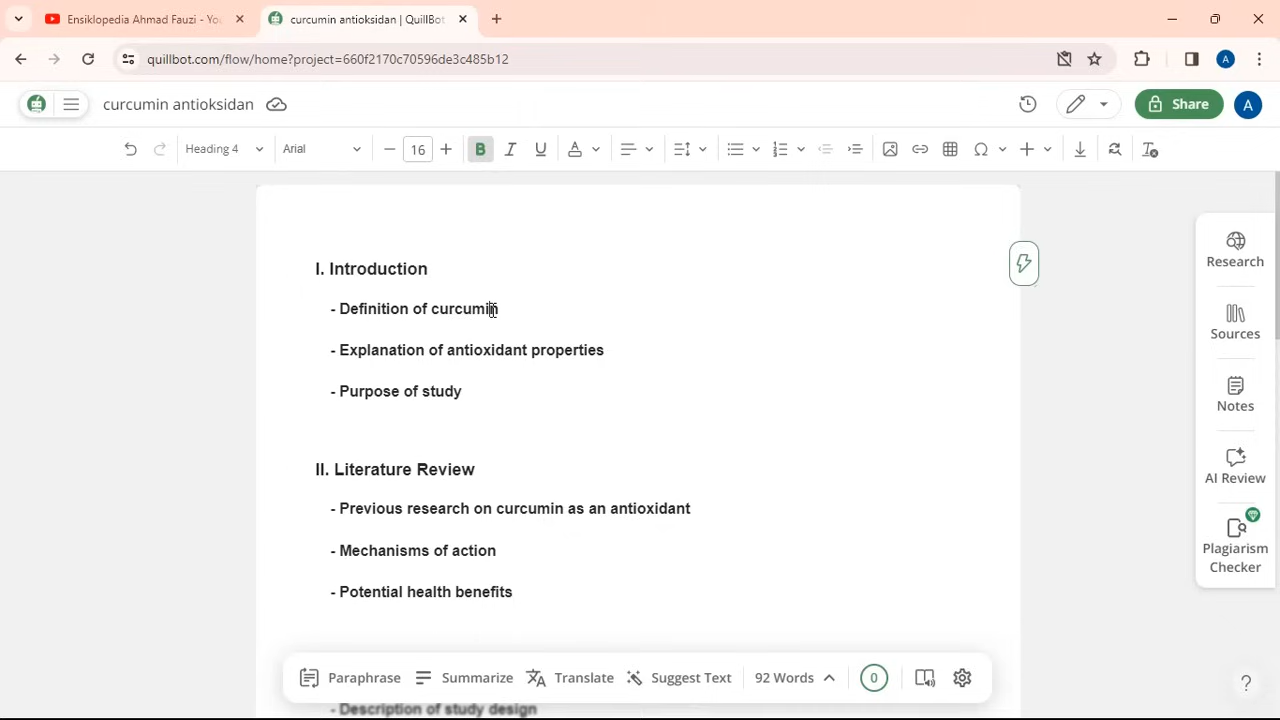 Ensiklopedia Ahmad Fauzi - You
curcumin antioksidan | QuillBot
quillbot.com/flow/home?project=660f2170c70596de3c485b12
A
curcumin antioksidan
Share
A
Heading 4
Arial
16
B
I
U
A
I. Introduction
- Definition of curcumin
- Explanation of antioxidant properties
- Purpose of study
II. Literature Review
- Previous research on curcumin as an antioxidant
- Mechanisms of action
- Potential health benefits
- Description of study design
Research
Sources
Notes
AI Review
Plagiarism
Checker
Paraphrase
Summarize
Translate
Suggest Text
92 Words
0
?